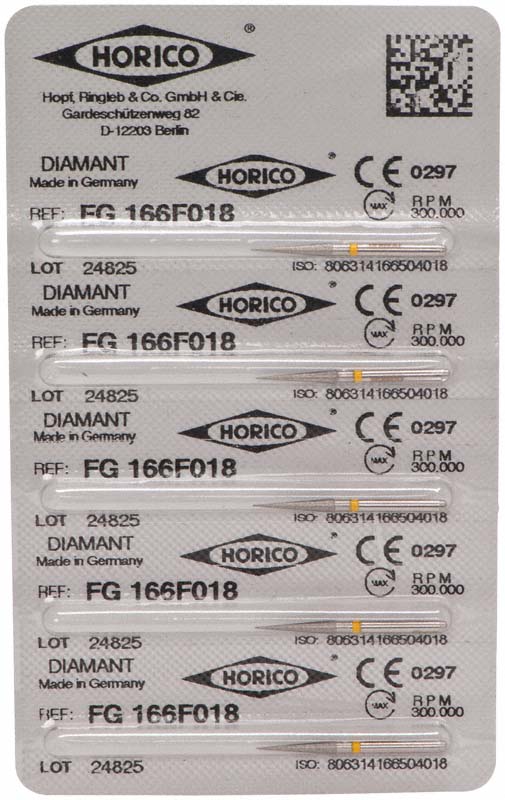 HORICO ®
Hopf, Ringleb & Co. GmbH & Cie.
Gardeschützenweg 82
D-12203 Berlin
DIAMANT HORICO ® CE 0297
Made in Germany MAX RPM
REF: FG 166F018 300.000
LOT 24825 ISO: 806314166504018
DIAMANT HORICO ® CE 0297
Made in Germany MAX RPM
REF: FG 166F018 300.000
LOT 24825 ISO: 806314166504018
DIAMANT HORICO ® CE 0297
Made in Germany MAX RPM
REF: FG 166F018 300.000
LOT 24825 ISO: 806314166504018
DIAMANT HORICO ® CE 0297
Made in Germany MAX RPM
REF: FG 166F018 300.000
LOT 24825 ISO: 806314166504018
DIAMANT HORICO ® CE 0297
Made in Germany MAX RPM
REF: FG 166F018 300.000
LOT 24825 ISO: 806314166504018